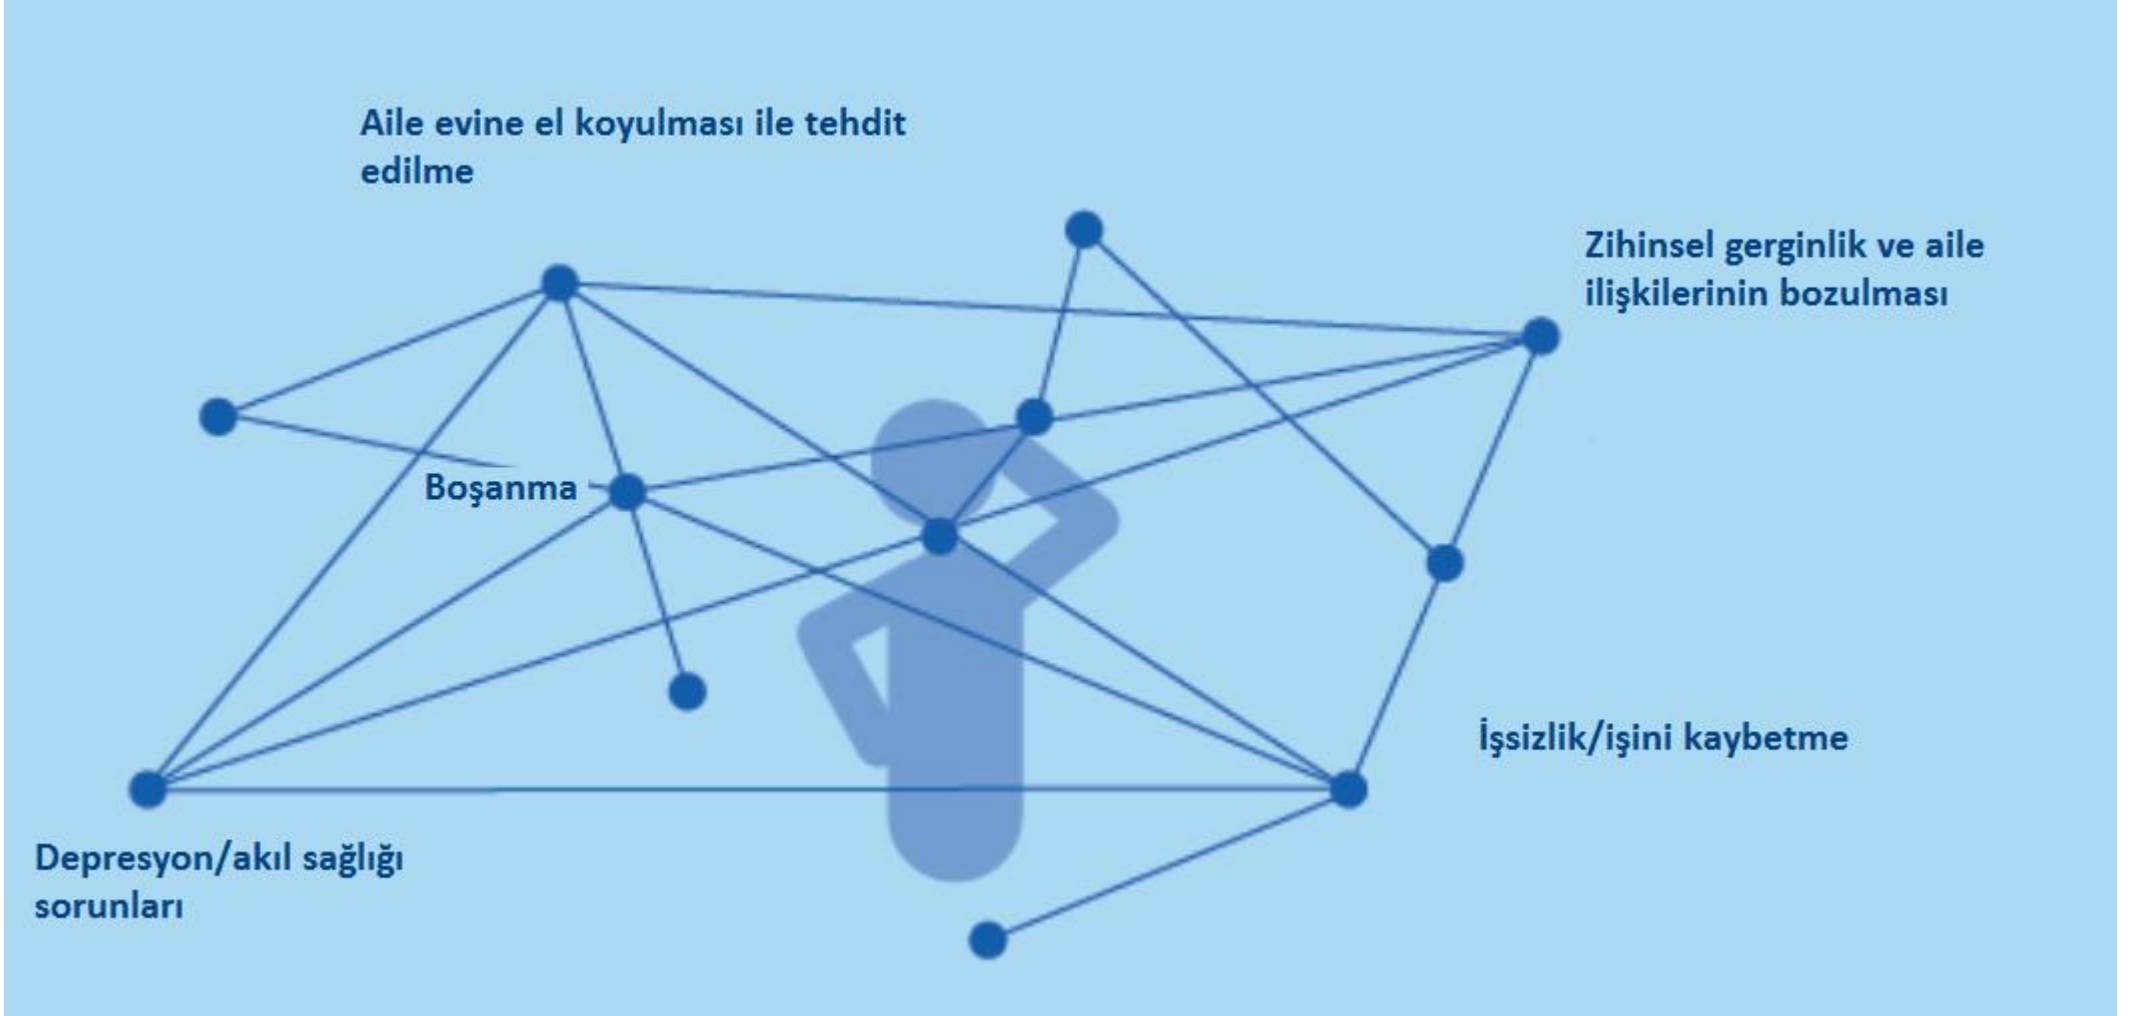 Aile evine el koyulması ile tehdit
edilme
Zihinsel gerginlik ve aile
ilişkilerinin bozulması
Boşanma
İşsizlik/işini kaybetme
Depresyon/akıl sağlığı
sorunları